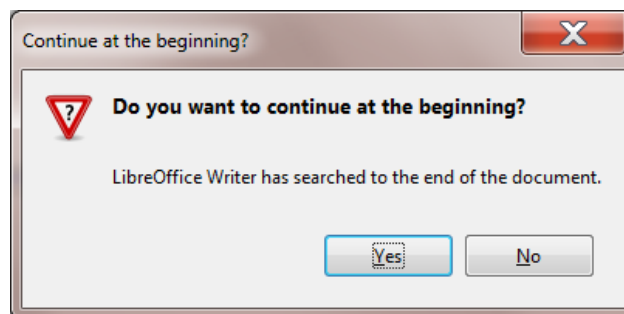 Continue at the beginning?
Do you want to continue at the beginning?
LibreOffice Writer has searched to the end of the document.
Yes
No